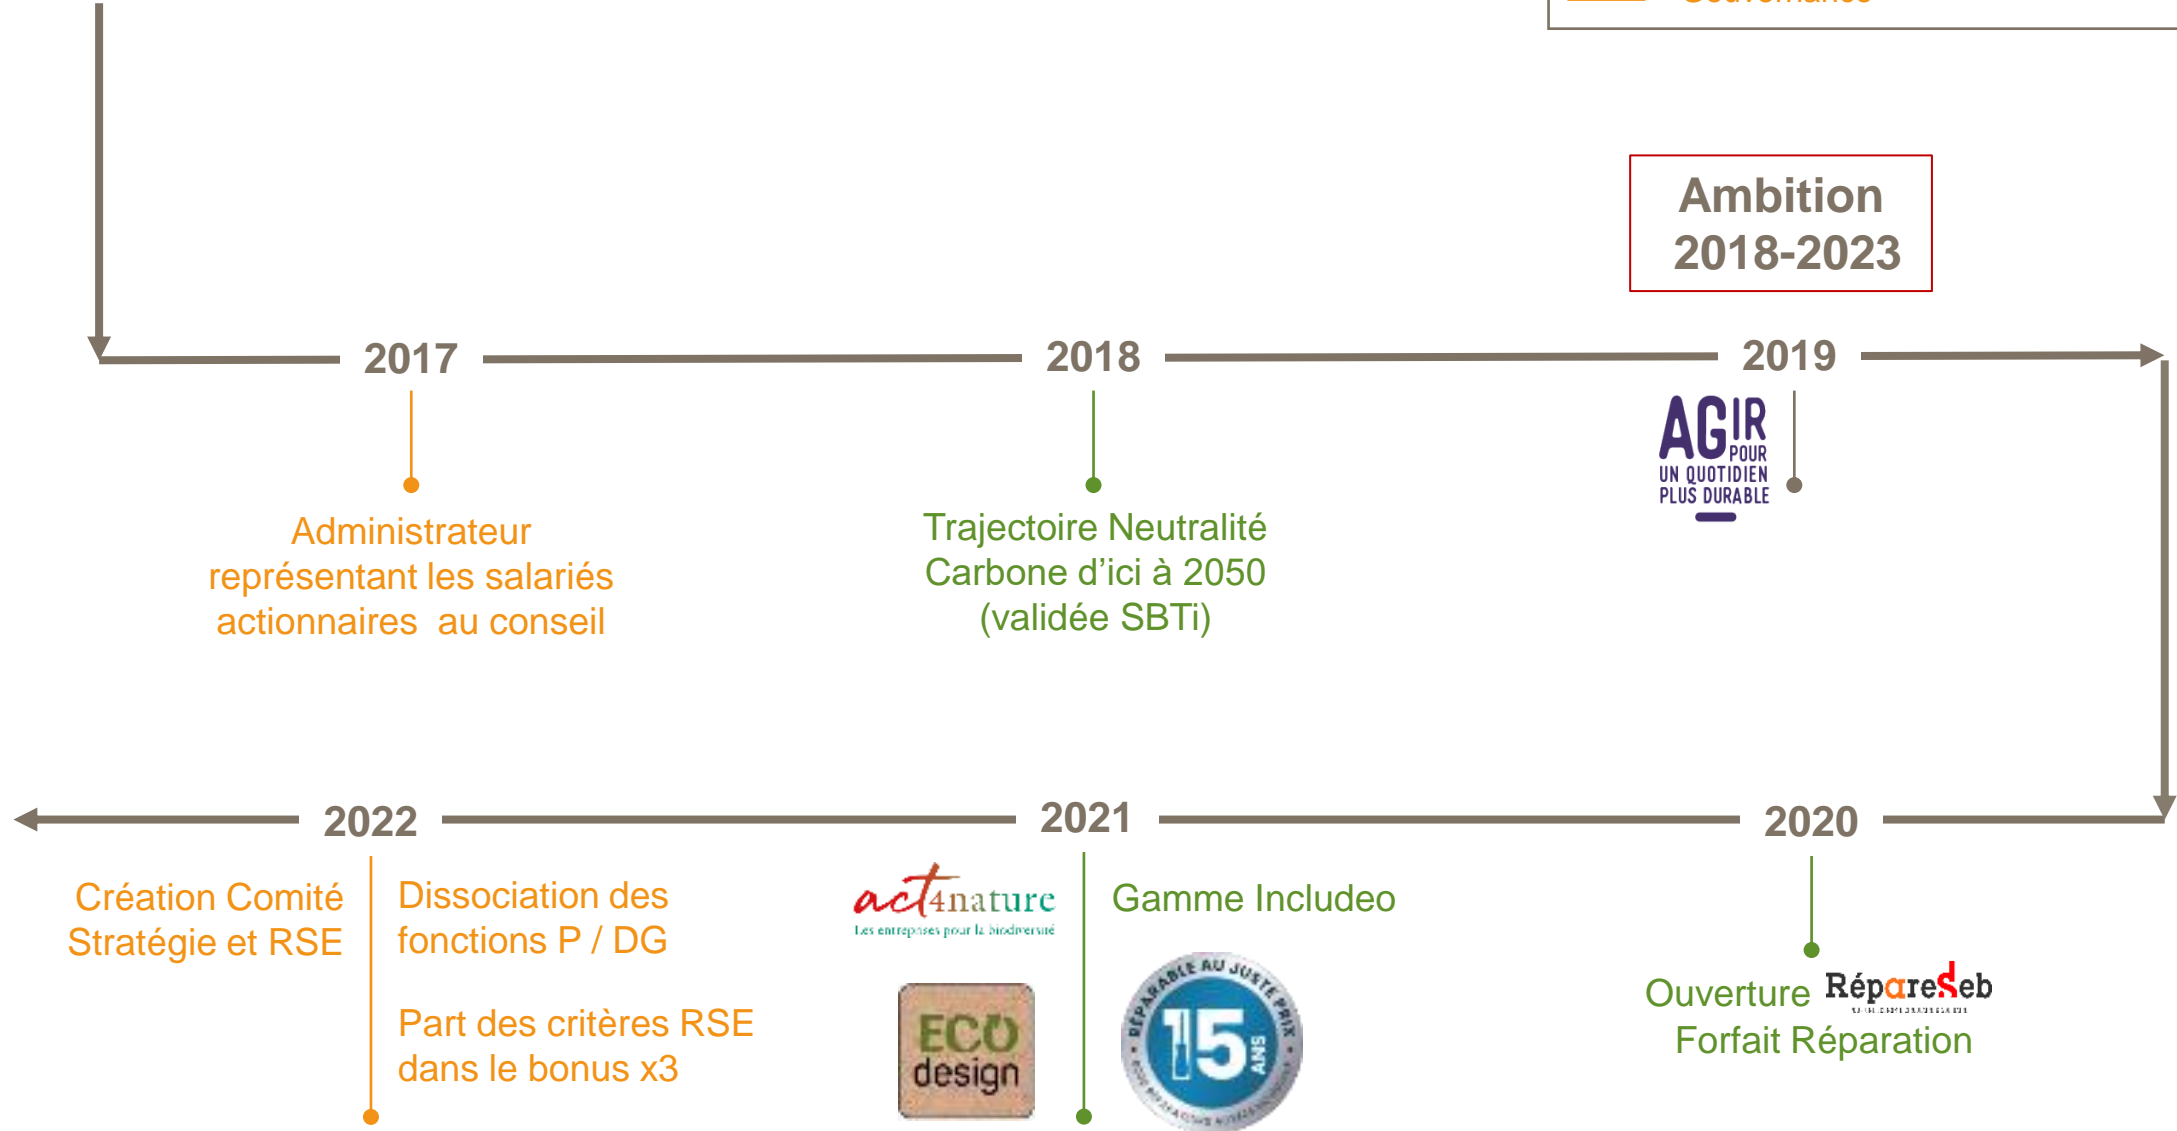 Gouvernance
Ambition
2018-2023
2017
2018
2019
Administrateur
représentant les salariés
actionnaires au conseil
Trajectoire Neutralité
Carbone d’ici à 2050
(validée SBTi)
AGIR
POUR
UN QUOTIDIEN
PLUS DURABLE
2022
2021
2020
Création Comité
Stratégie et RSE
Dissociation des
fonctions P / DG
Part des critères RSE
dans le bonus x3
act4nature
Les entreprises pour la biodiversité
Gamme Includeo
ECO
design
RÉPARABLE AU JUSTE PRIX
15
ANS
Ouverture RépareSeb
Forfait Réparation